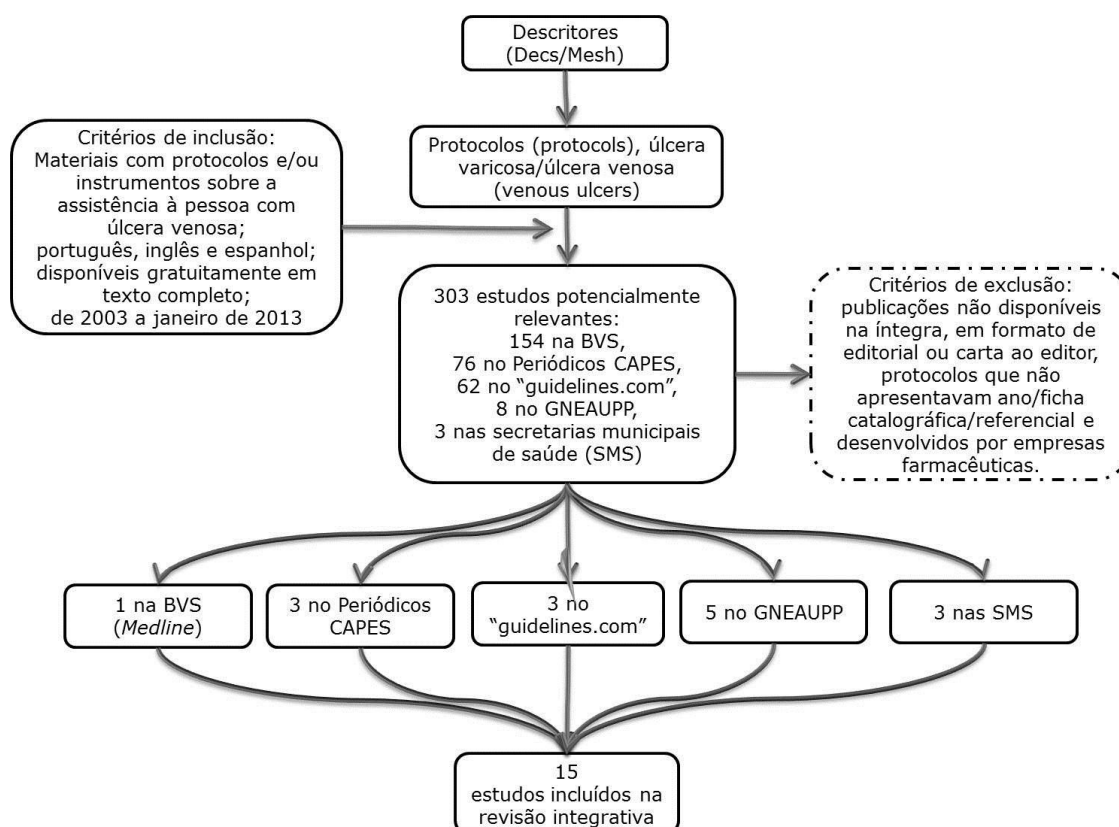 Descritores
(Decs/Mesh)
Protocolos (protocols), úlcera
varicosa/úlcera venosa
(venous ulcers)
Critérios de inclusão:
Materiais com protocolos e/ou
instrumentos sobre a
assistência à pessoa com
úlcera venosa;
português, inglês e espanhol;
disponíveis gratuitamente em
texto completo;
de 2003 a janeiro de 2013
303 estudos potencialmente
relevantes:
154 na BVS,
76 no Periódicos CAPES,
62 no “guidelines.com”,
8 no GNEAUPP,
3 nas secretarias municipais
de saúde (SMS)
Critérios de exclusão:
publicações não disponíveis
na íntegra, em formato de
editorial ou carta ao editor,
protocolos que não
apresentavam ano/ficha
catalográfica/referencial e
desenvolvidos por empresas
farmacêuticas.
1 na BVS
(Medline)
3 no Periódicos
CAPES
3 no
“guidelines.com”
5 no GNEAUPP
3 nas SMS
15
estudos incluídos na
revisão integrativa